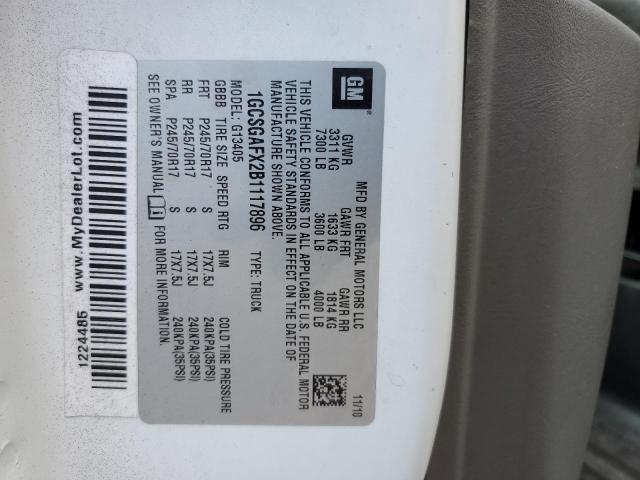 GM
®
MFD BY GENERAL MOTORS LLC
11/10
GVWR GAWR FRT GAWR RR
3311 KG 1633 KG 1814 KG
7300 LB 3600 LB 4000 LB
THIS VEHICLE CONFORMS TO ALL APPLICABLE U.S. FEDERAL MOTOR
VEHICLE SAFETY STANDARDS IN EFFECT ON THE DATE OF
MANUFACTURE SHOWN ABOVE.
1GCSGAFX2B1117896 TYPE: TRUCK
MODEL: G13405
GBBB TIRE SIZE SPEED RTG RIM COLD TIRE PRESSURE
FRT P245/70R17 S 17X7.5J 240KPA(35PSI)
RR P245/70R17 S 17X7.5J 240KPA(35PSI)
SPA P245/70R17 S 17X7.5J 240KPA(35PSI)
SEE OWNER'S MANUAL i FOR MORE INFORMATION.
www.MyDealerLot.com
1224485